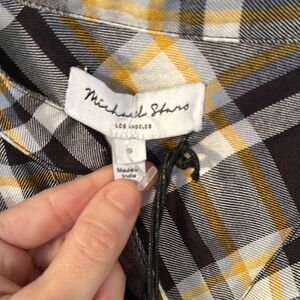 Michael Stars
LOS ANGELES
S
Made in
India